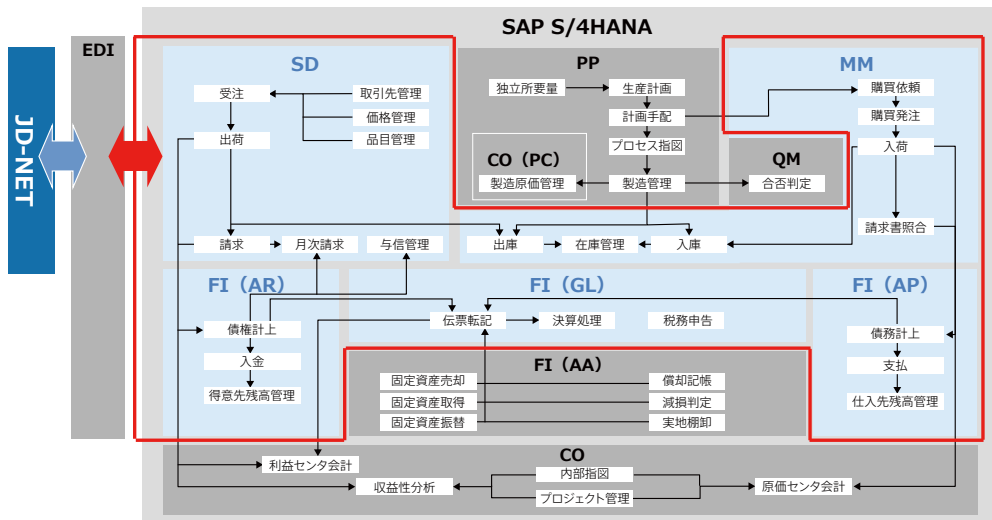 SAP S/4HANA
JD-NET
EDI
SD
受注
取引先管理
価格管理
品目管理
出荷
請求
月次請求
与信管理
PP
独立所要量
生産計画
計画手配
プロセス指図
製造管理
CO（PC）
製造原価管理
QM
合否判定
MM
購買依頼
購買発注
入荷
請求書照合
出庫
在庫管理
入庫
FI（AR）
債権計上
入金
得意先残高管理
FI（GL）
伝票転記
決算処理
税務申告
FI（AP）
債務計上
支払
仕入先残高管理
FI（AA）
固定資産売却
償却記帳
固定資産取得
減損判定
固定資産振替
実地棚卸
CO
利益センタ会計
内部指図
収益性分析
原価センタ会計
プロジェクト管理